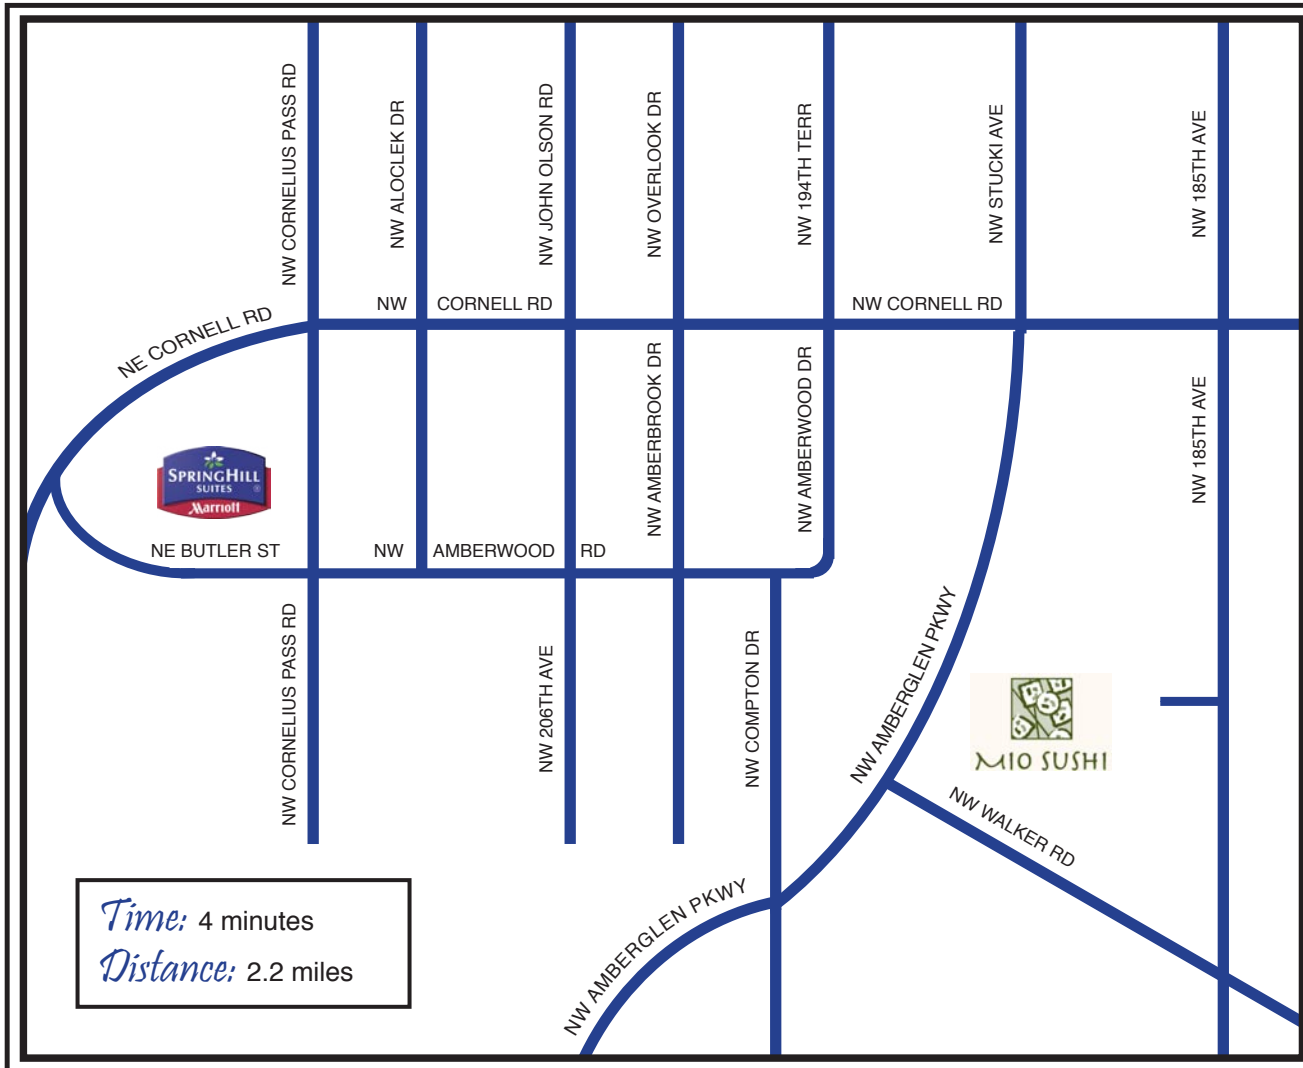 NW CORNELIUS PASS RD
NW ALOCLEK DR
NW JOHN OLSON RD
NW OVERLOOK DR
NW 194TH TERR
NW STUCKI AVE
NW 185TH AVE
NE CORNELL RD
NW CORNELL RD
NW CORNELL RD
NW AMBERBROOK DR
NW AMBERWOOD DR
NW 185TH AVE
SPRINGHILL
SUITES
®
Marriott
NE BUTLER ST
NW AMBERWOOD RD
NW CORNELIUS PASS RD
NW 206TH AVE
NW COMPTON DR
NW AMBERGLEN PKWY
MIO SUSHI
NW WALKER RD
NW AMBERGLEN PKWY
Time: 4 minutes
Distance: 2.2 miles